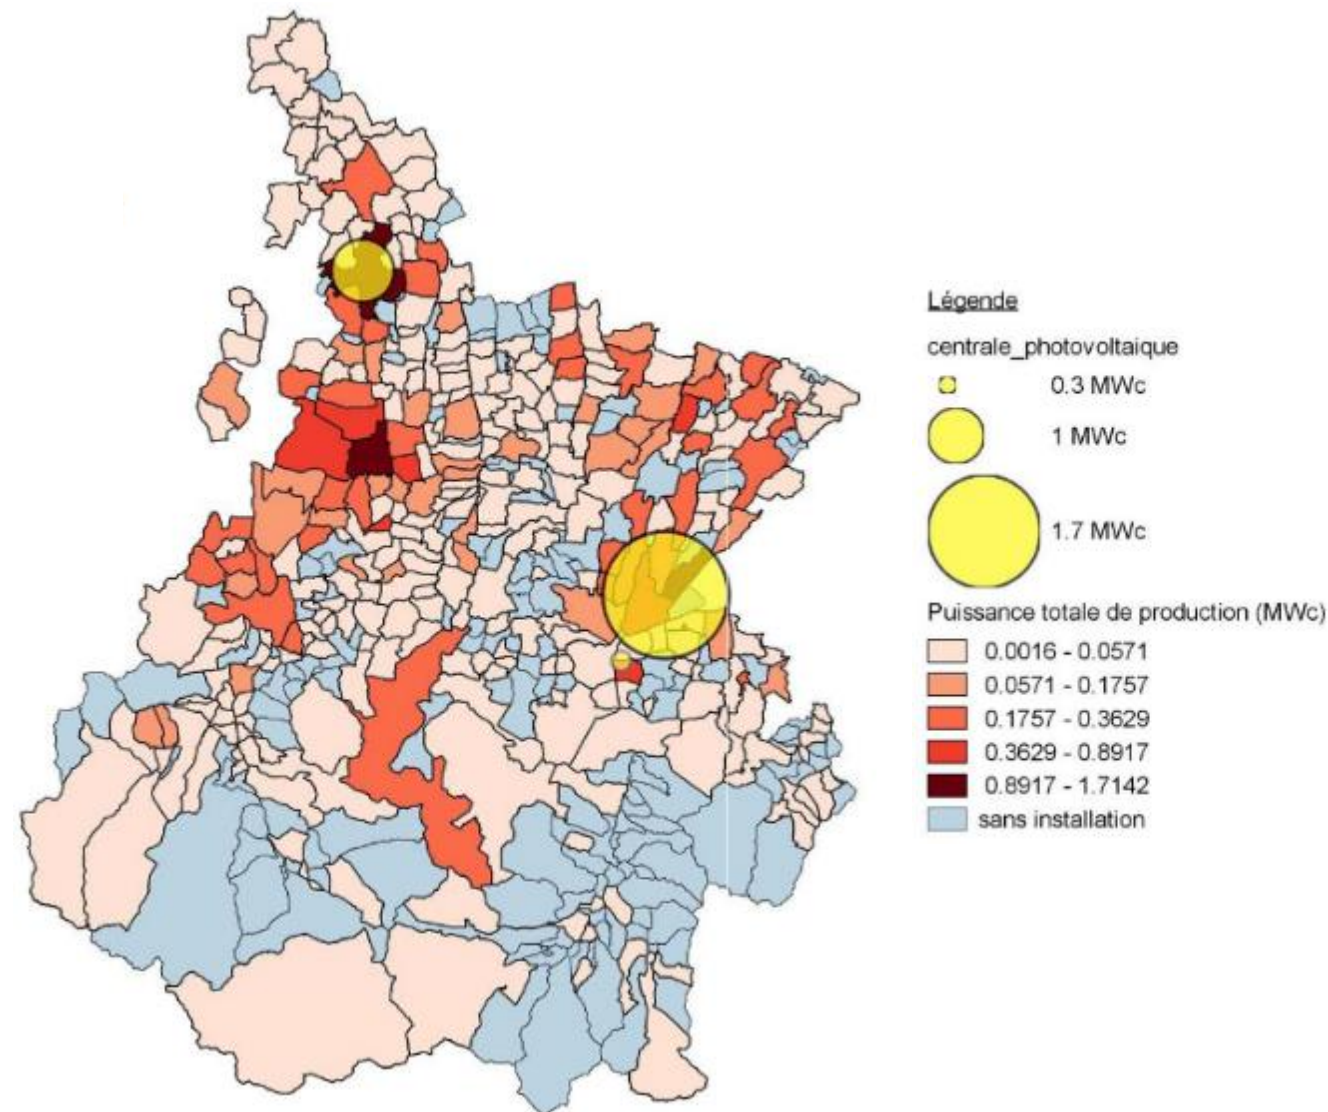 Légende
centrale_photovoltaique
0.3 MWc
1 MWc
1.7 MWc
Puissance totale de production (MWc)
0.0016 - 0.0571
0.0571 - 0.1757
0.1757 - 0.3629
0.3629 - 0.8917
0.8917 - 1.7142
sans installation